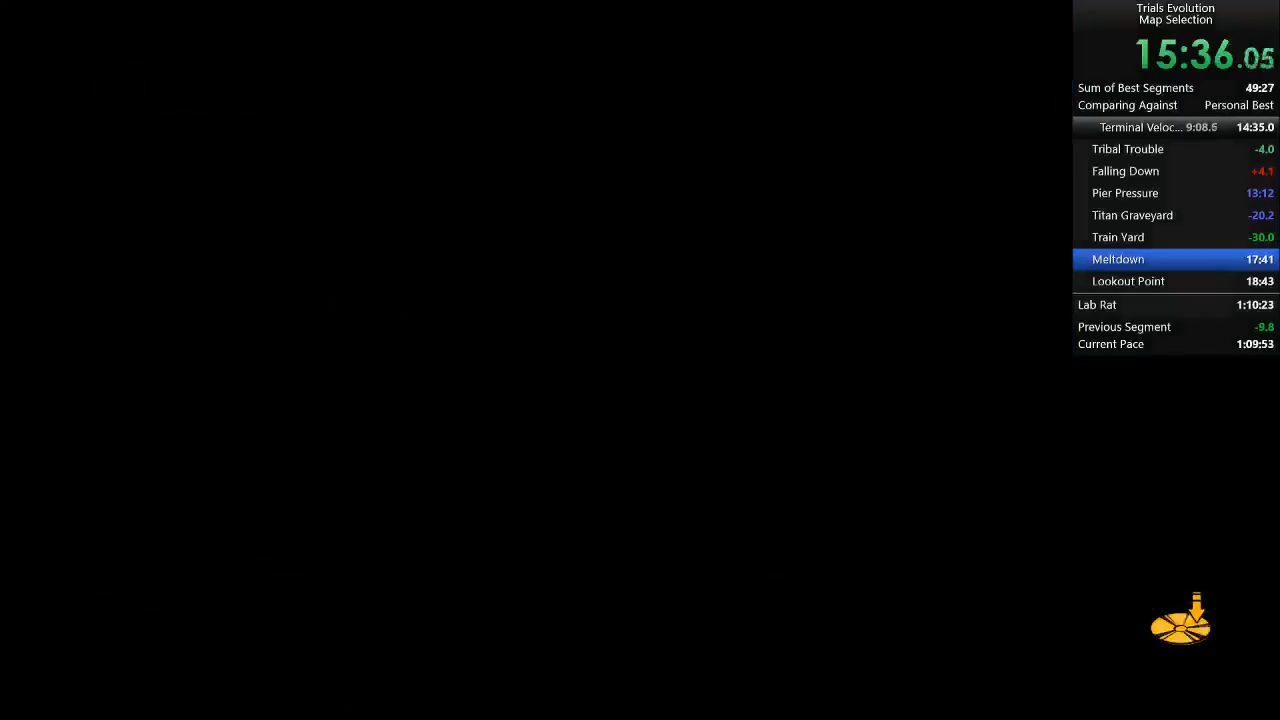 Trials Evolution
Map Selection
15:36.05
Sum of Best Segments 49:27
Comparing Against Personal Best
Terminal Veloc... 9:08.6 14:35.0
Tribal Trouble -4.0
Falling Down +4.1
Pier Pressure 13:12
Titan Graveyard -20.2
Train Yard -30.0
Meltdown 17:41
Lookout Point 18:43
Lab Rat 1:10:23
Previous Segment -9.8
Current Pace 1:09:53